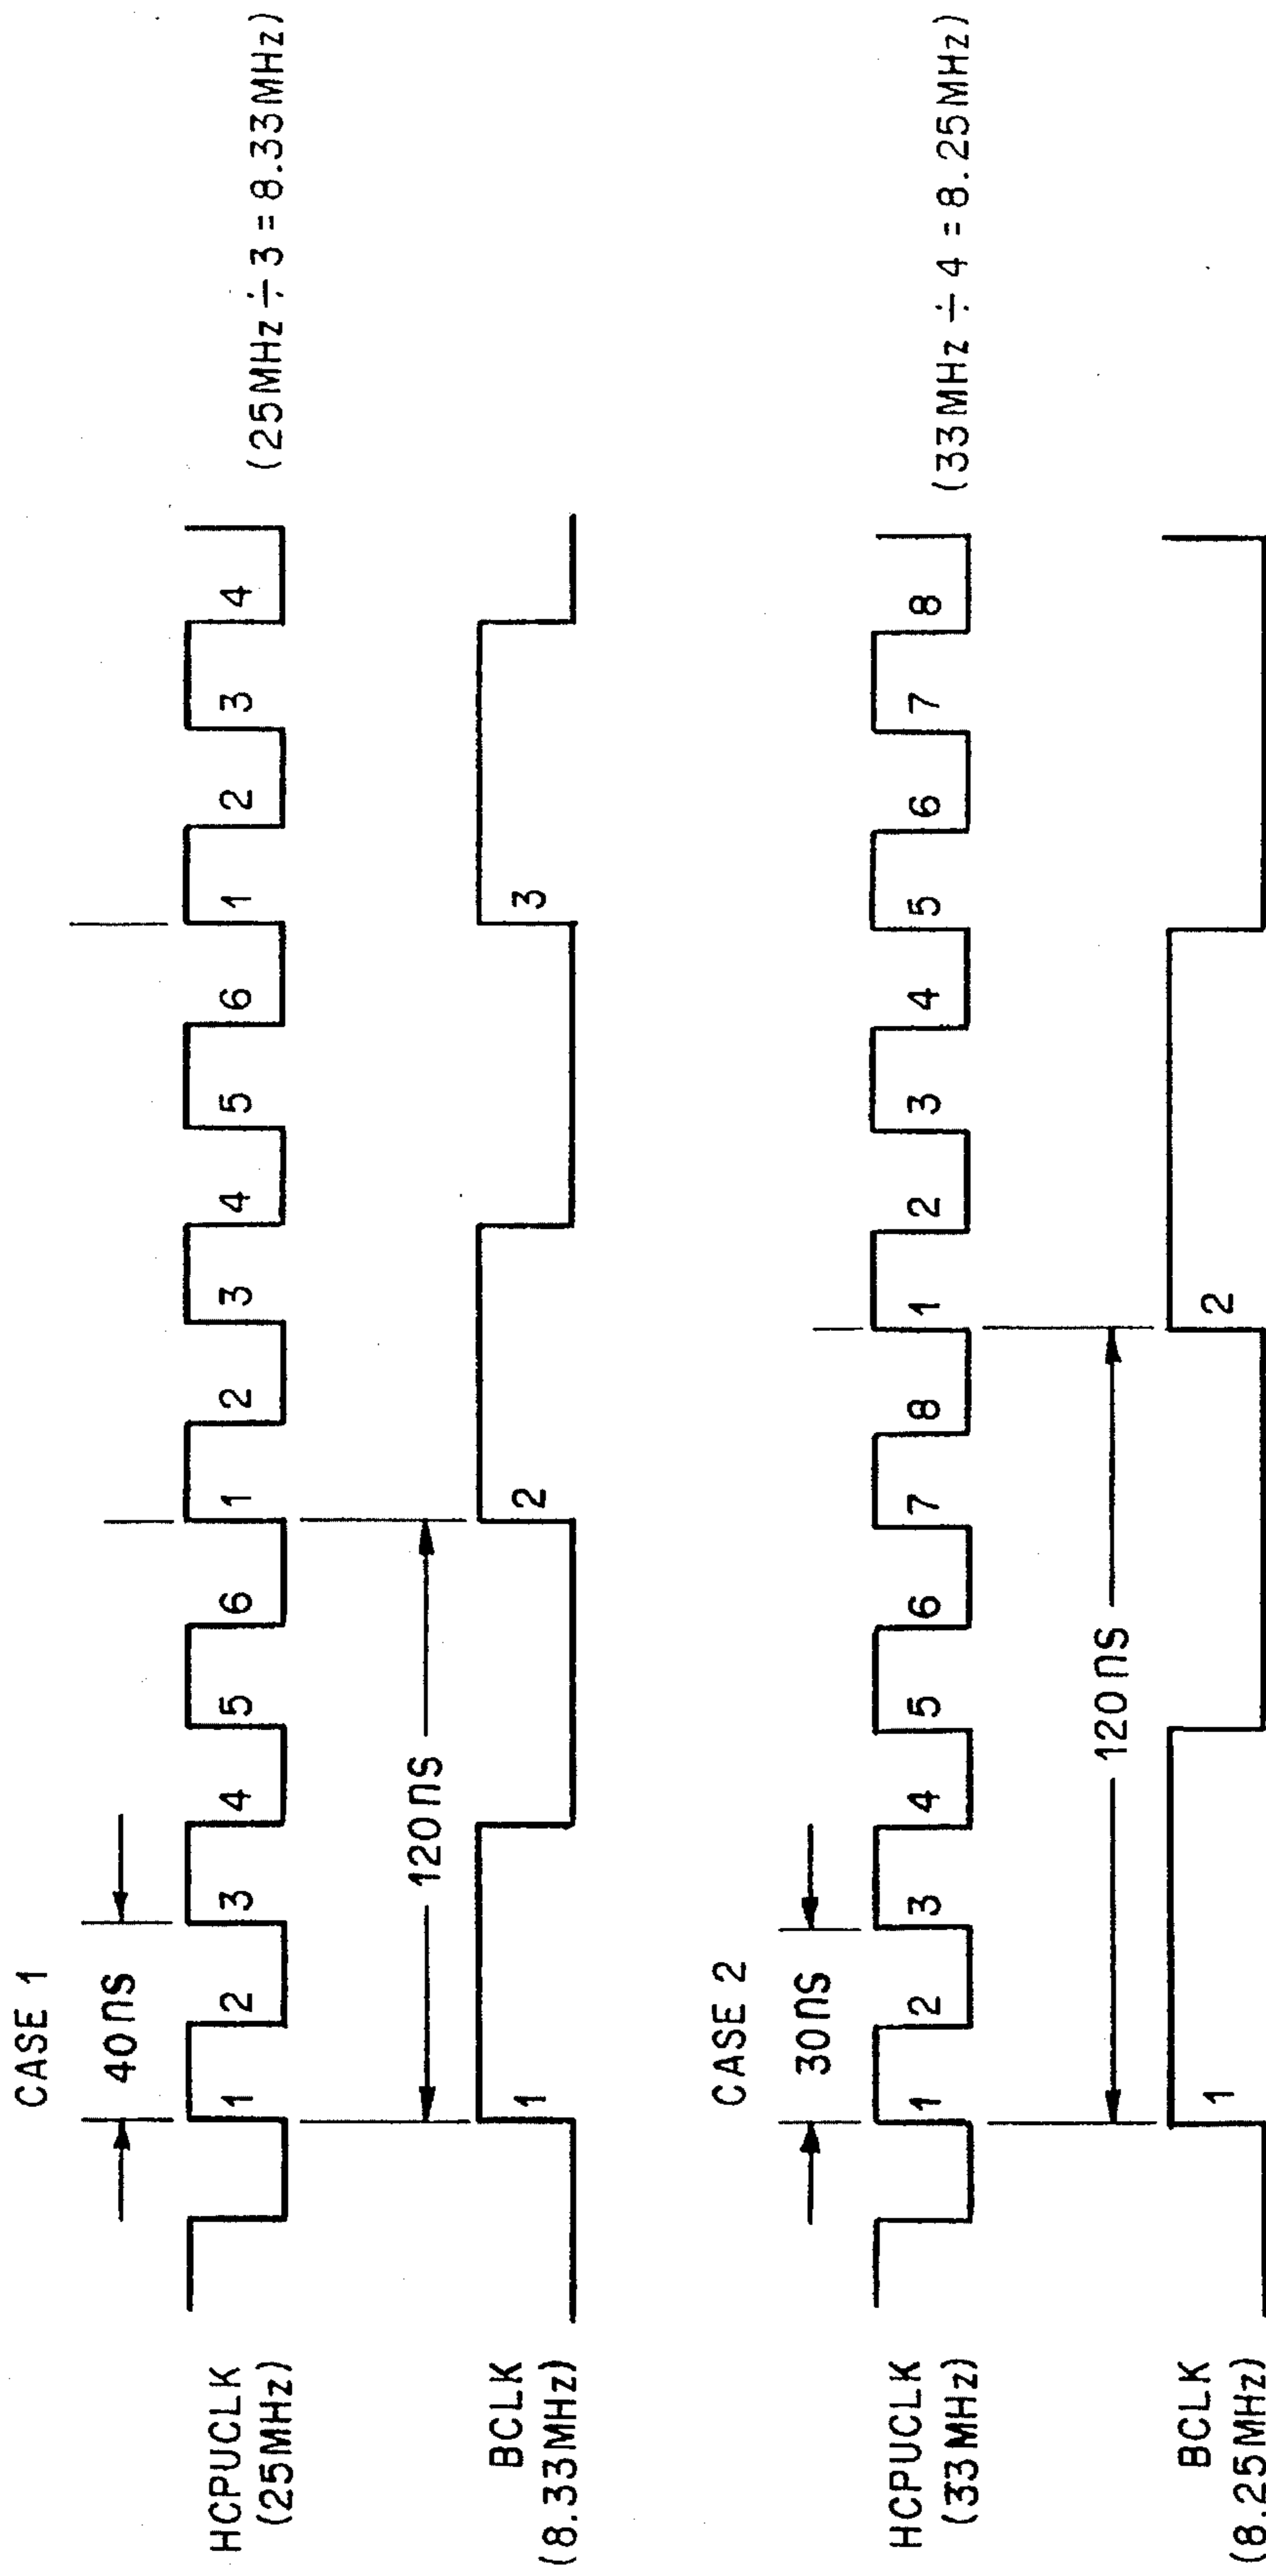 CASE 1
40ns
HCPUCLK
(25MHz)
1 2 3 4 5 6 1 2 3 4 5 6 1 2 3 4
(25MHz÷3=8.33MHz)
120ns
BCLK
(8.33MHz)
1 2 3
CASE 2
30ns
HCPUCLK
(33MHz)
1 2 3 4 5 6 7 8 1 2 3 4 5 6 7 8
(33MHz÷4=8.25MHz)
120ns
BCLK
(8.25MHz)
1 2